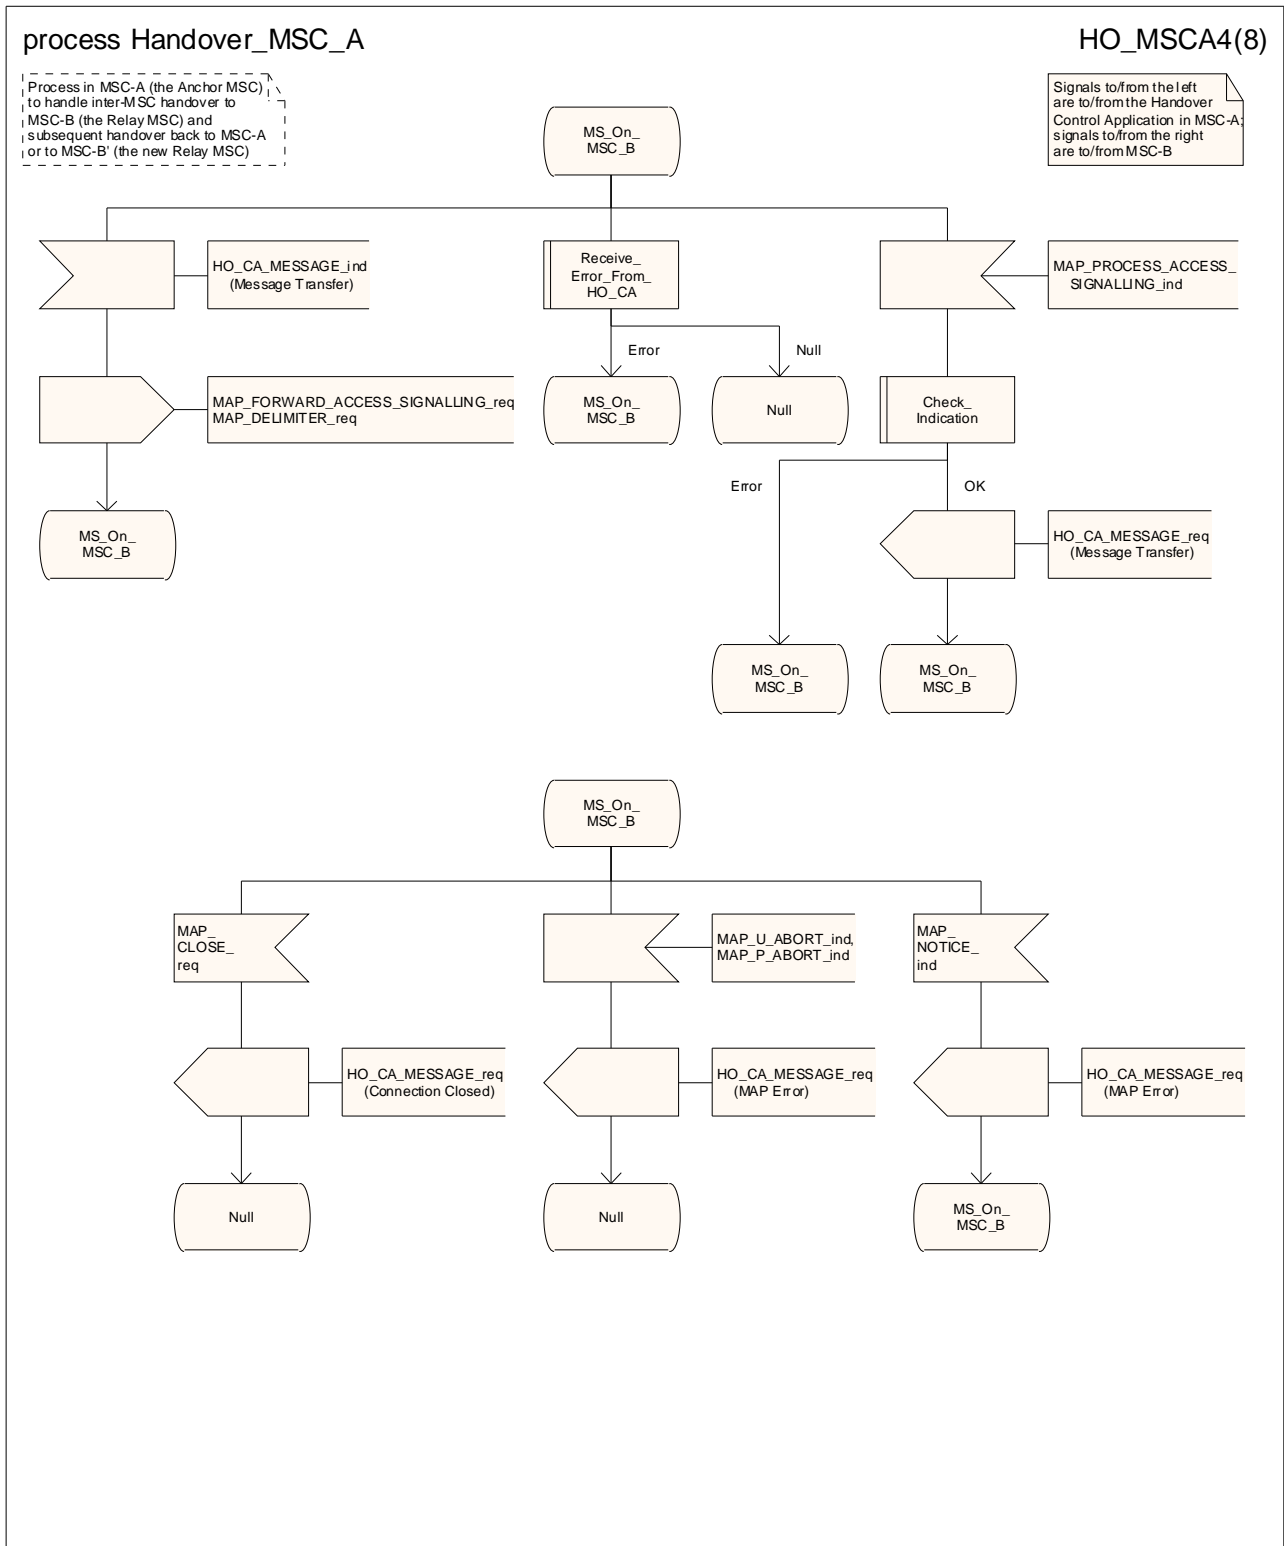 process Handover_MSC_A
HO_MSCA4(8)
Process in MSC-A (the Anchor MSC)
to handle inter-MSC handover to
MSC-B (the Relay MSC) and
subsequent handover back to MSC-A
or to MSC-B' (the new Relay MSC)
Signals to/from the left
are to/from the Handover
Control Application in MSC-A;
signals to/from the right
are to/from MSC-B
MS_On_
MSC_B
HO_CA_MESSAGE_ind
(Message Transfer)
Receive_
Error_From_
HO_CA
MAP_PROCESS_ACCESS_
SIGNALLING_ind
Error
Null
MAP_FORWARD_ACCESS_SIGNALLING_req
MAP_DELIMITER_req
MS_On_
MSC_B
Null
Check_
Indication
Error
OK
MS_On_
MSC_B
HO_CA_MESSAGE_req
(Message Transfer)
MS_On_
MSC_B
MS_On_
MSC_B
MS_On_
MSC_B
MAP_
CLOSE_
req
MAP_U_ABORT_ind,
MAP_P_ABORT_ind
MAP_
NOTICE_
ind
HO_CA_MESSAGE_req
(Connection Closed)
HO_CA_MESSAGE_req
(MAP Error)
HO_CA_MESSAGE_req
(MAP Error)
Null
Null
MS_On_
MSC_B